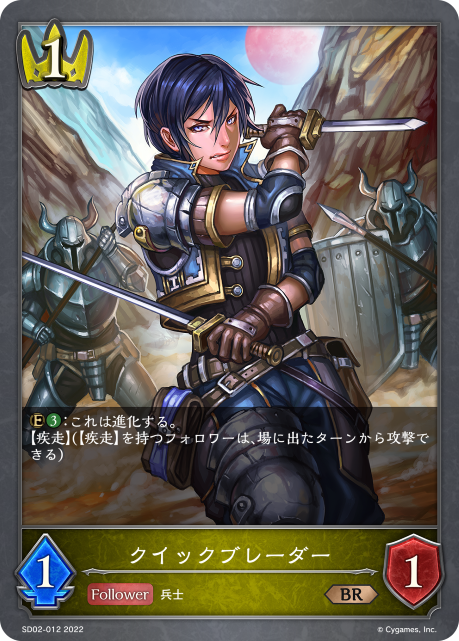 1
E 3：これは進化する。
【疾走】（【疾走】を持つフォロワーは、場に出たターンから攻撃で
きる）
クイックブレーダー
1 Follower 兵士 BR 1
SD02-012 2022 © Cygames, Inc.